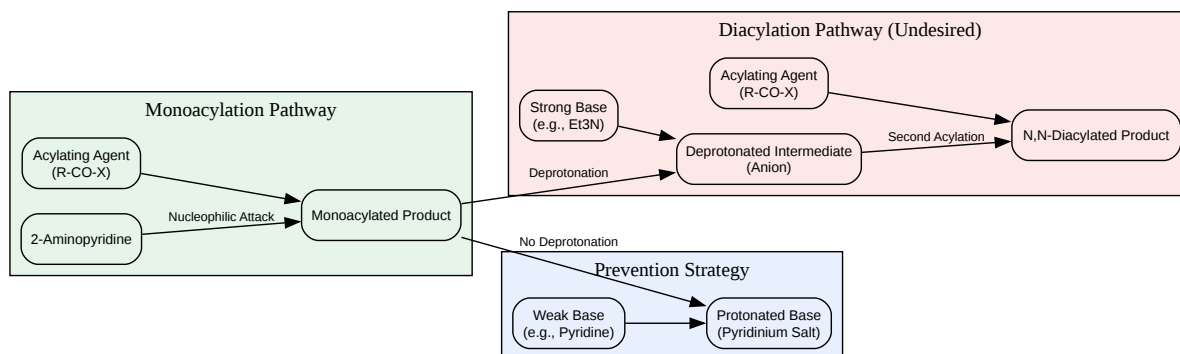 Monoacylation Pathway
Acylating Agent
(R-CO-X)
2-Aminopyridine
Nucleophilic Attack
Monoacylated Product
Diacylation Pathway (Undesired)
Acylating Agent
(R-CO-X)
Strong Base
(e.g., Et3N)
Deprotonation
Deprotonated Intermediate
(Anion)
Second Acylation
N,N-Diacylated Product
No Deprotonation
Prevention Strategy
Weak Base
(e.g., Pyridine)
Protonated Base
(Pyridinium Salt)